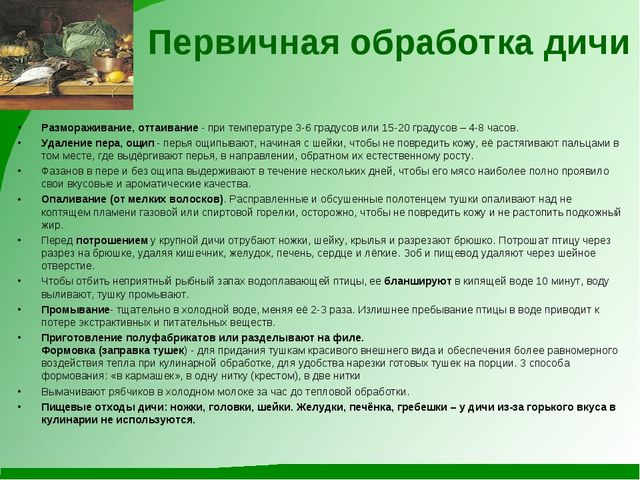 Первичная обработка дичи
• Размораживание, оттаивание - при температуре 3-6 градусов или 15-20 градусов – 4-8 часов.
• Удаление пера, ощип - перья ощипывают, начиная с шейки, чтобы не повредить кожу, её растягивают пальцами в
том месте, где выдёргивают перья, в направлении, обратном их естественному росту.
• Фазанов в пере и без ощипа выдерживают в течение нескольких дней, чтобы его мясо наиболее полно проявило
свои вкусовые и ароматические качества.
• Опаливание (от мелких волосков). Расправленные и обсушенные полотенцем тушки опаливают над не
коптящем пламени газовой или спиртовой горелки, осторожно, чтобы не повредить кожу и не растопить подкожный
жир.
• Перед потрошением у крупной дичи отрубают ножки, шейку, крылья и разрезают брюшко. Потрошат птицу через
разрез на брюшке, удаляя кишечник, желудок, печень, сердце и лёгкие. Зоб и пищевод удаляют через шейное
отверстие.
• Чтобы отбить неприятный рыбный запах водоплавающей птицы, ее бланшируют в кипящей воде 10 минут, воду
выливают, тушку промывают.
• Промывание- тщательно в холодной воде, меняя её 2-3 раза. Излишнее пребывание птицы в воде приводит к
потере экстрактивных и питательных веществ.
• Приготовление полуфабрикатов или разделывают на филе.
Формовка (заправка тушек) - для придания тушкам красивого внешнего вида и обеспечения более равномерного
воздействия тепла при кулинарной обработке, для удобства нарезки готовых тушек на порции. 3 способа
формования: «в кармашек», в одну нитку (крестом), в две нитки
• Вымачивают рябчиков в холодном молоке за час до тепловой обработки.
• Пищевые отходы дичи: ножки, головки, шейки. Желудки, печёнка, гребешки – у дичи из-за горького вкуса в
кулинарии не используются.